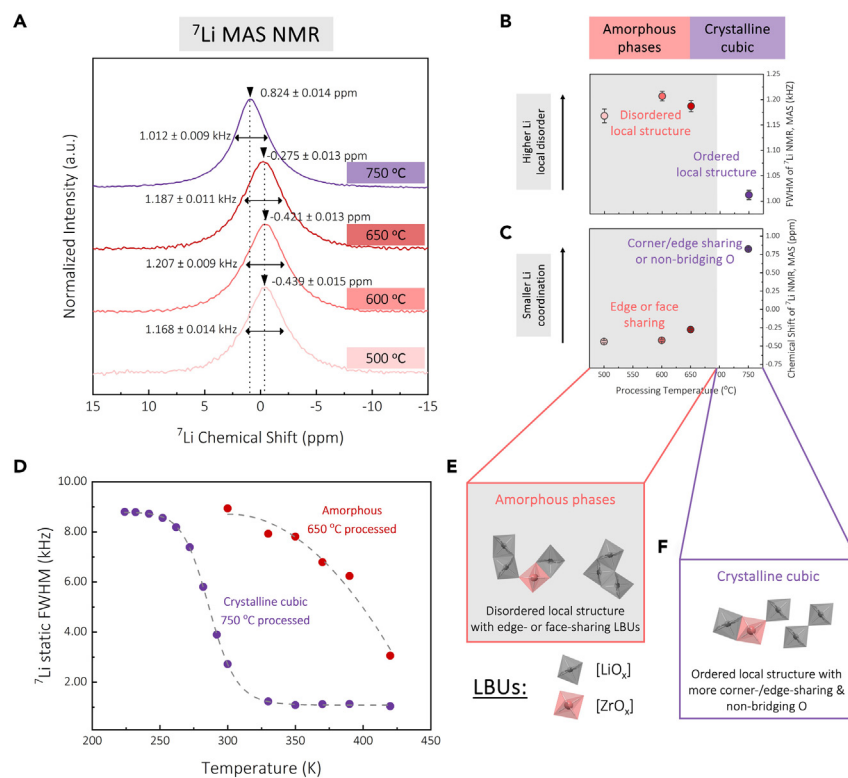 A
⁷Li MAS NMR
0.824 ± 0.014 ppm
1.012 ± 0.009 kHz
-0.275 ± 0.013 ppm
750 ºC
1.187 ± 0.011 kHz
-0.421 ± 0.013 ppm
650 ºC
1.207 ± 0.009 kHz
-0.439 ± 0.015 ppm
600 ºC
1.168 ± 0.014 kHz
500 ºC
Normalized Intensity (a.u.)
15 10 5 0 -5 -10 -15
⁷Li Chemical Shift (ppm)
B
Amorphous
phases
Crystalline
cubic
Higher Li
local disorder
Disordered
local structure
Ordered
local structure
1.25
1.20
1.15
1.10
1.05
1.00
FWHM of ⁷Li NMR, MAS (kHZ)
C
Smaller Li
coordination
Corner/edge sharing
or non-bridging O
Edge or face
sharing
1.00
0.75
0.50
0.25
0.00
-0.25
-0.50
-0.75
Chemical Shift of ⁷Li NMR, MAS (ppm)
500 550 600 650 700 750
Processing Temperature (ºC)
D
10.00
8.00
6.00
4.00
2.00
⁷Li static FWHM (kHz)
Amorphous
650 ºC processed
Crystalline cubic
750 ºC processed
200 250 300 350 400 450
Temperature (K)
E
Amorphous phases
Disordered local structure
with edge- or face-sharing LBUs
LBUs:
[LiOₓ]
[ZrOₓ]
F
Crystalline cubic
Ordered local structure with
more corner-/edge-sharing &
non-bridging O